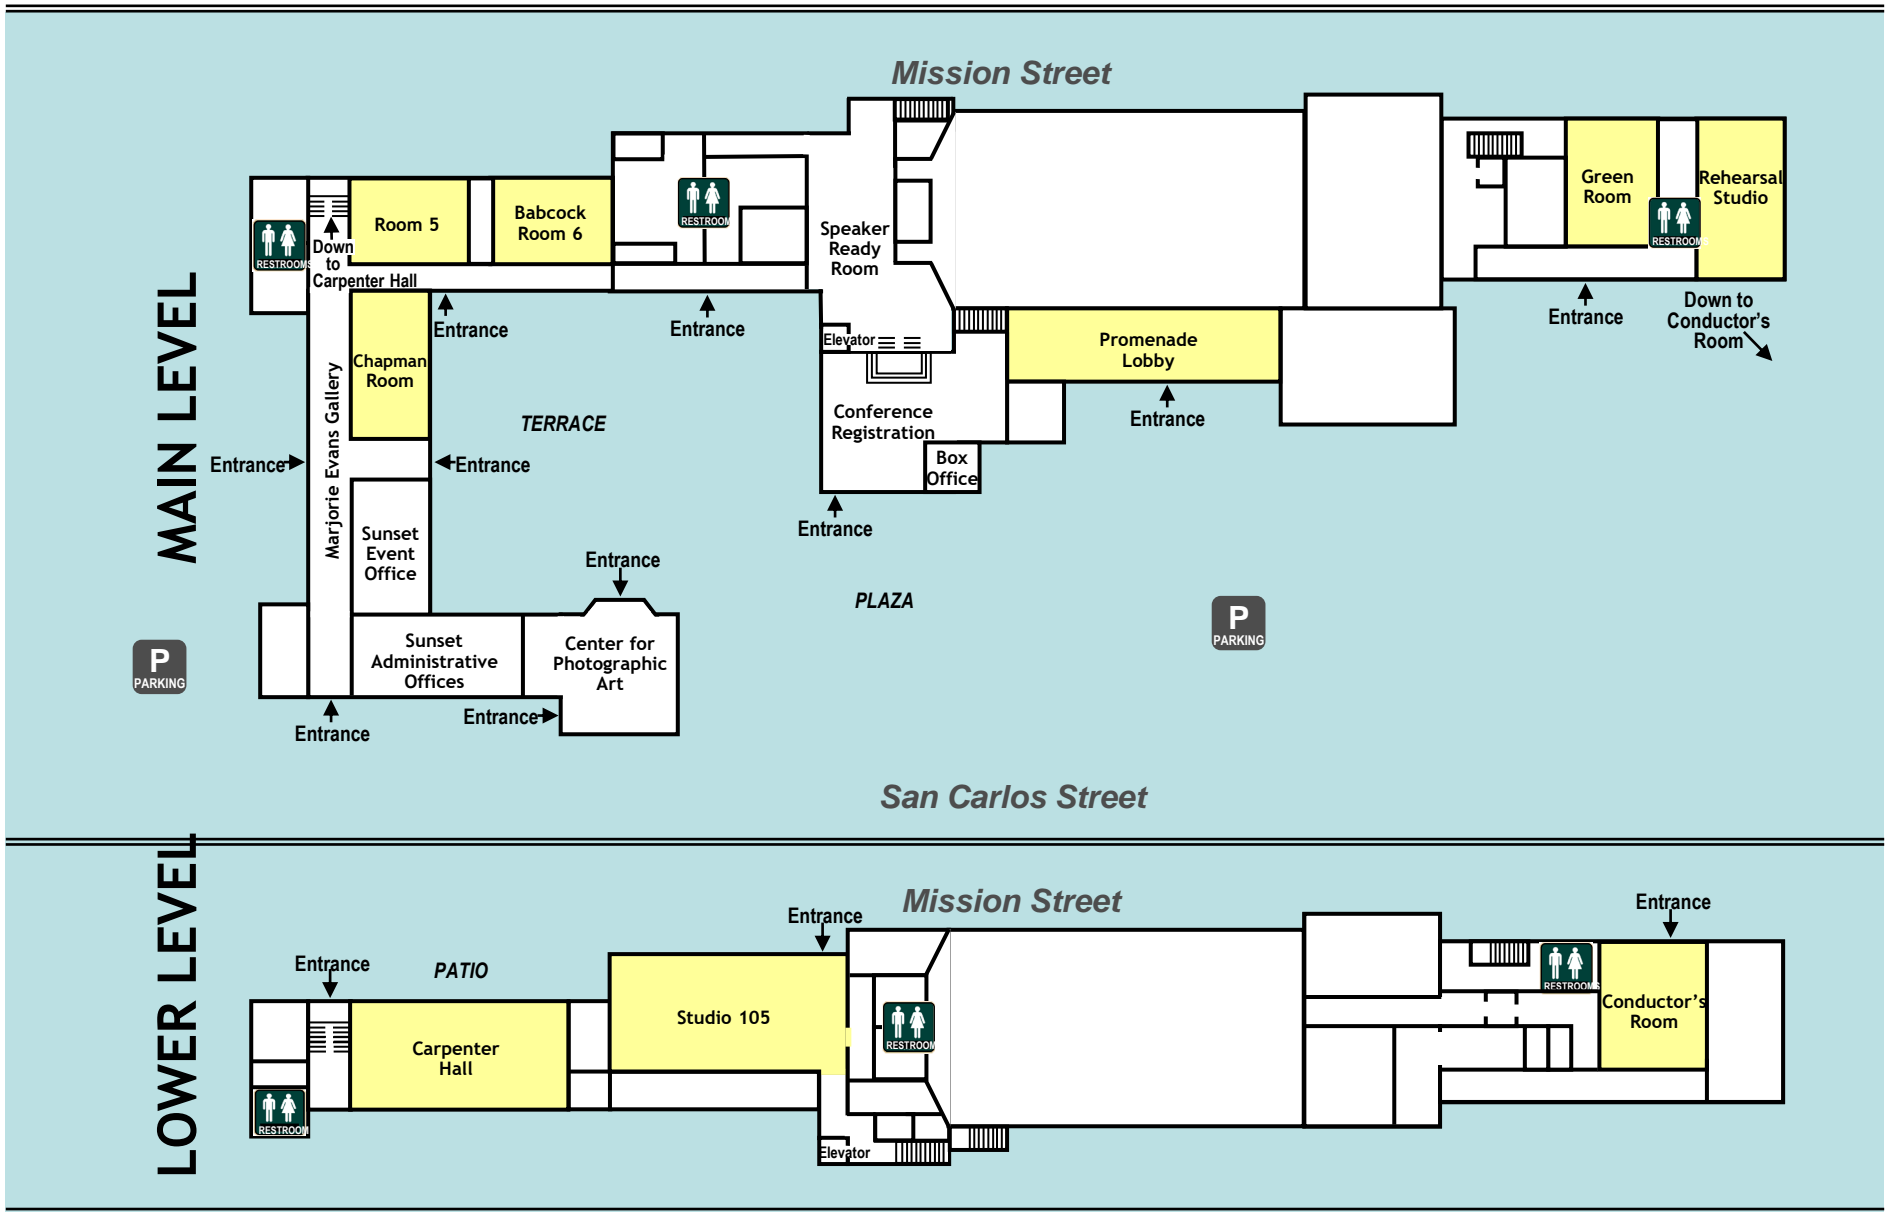 Mission Street
MAIN LEVEL
RESTROOMS
Down
to
Carpenter Hall
Room 5
Babcock
Room 6
RESTROOM
Speaker
Ready
Room
Green
Room
RESTROOMS
Rehearsal
Studio
Entrance
Entrance
Elevator
Promenade
Lobby
Entrance
Entrance
Down to
Conductor's
Room
Chapman
Room
Marjorie Evans Gallery
TERRACE
Conference
Registration
Box
Office
Entrance
Entrance
Entrance
Sunset
Event
Office
Entrance
PLAZA
P
PARKING
P
PARKING
Sunset
Administrative
Offices
Center for
Photographic
Art
Entrance
Entrance
San Carlos Street
LOWER LEVEL
Mission Street
Entrance
Entrance
Entrance
PATIO
RESTROOMS
Studio 105
Conductor's
Room
RESTROOM
Carpenter
Hall
RESTROOM
Elevator